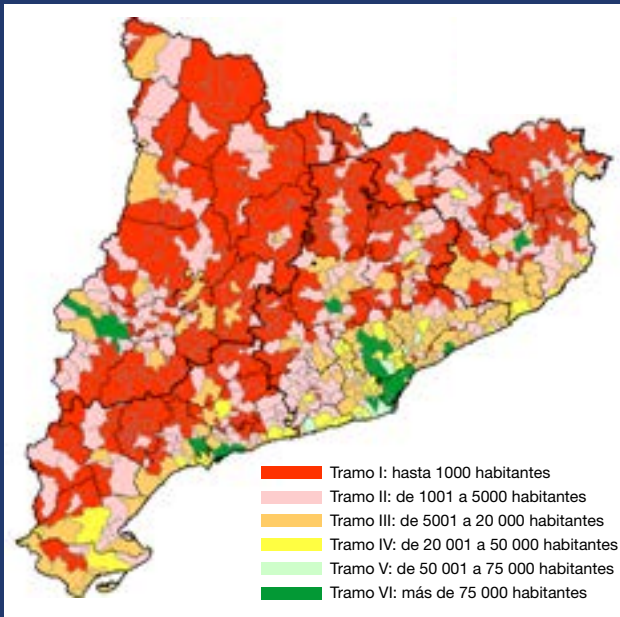 Tramo I: hasta 1000 habitantes
Tramo II: de 1001 a 5000 habitantes
Tramo III: de 5001 a 20 000 habitantes
Tramo IV: de 20 001 a 50 000 habitantes
Tramo V: de 50 001 a 75 000 habitantes
Tramo VI: más de 75 000 habitantes